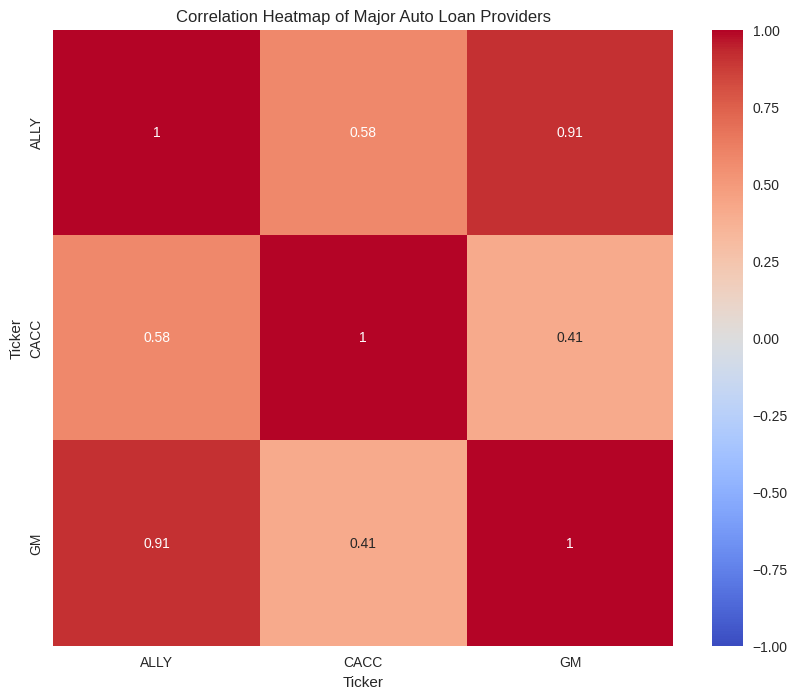 Correlation Heatmap of Major Auto Loan Providers
1.00
0.75
0.50
0.25
0.00
−0.25
−0.50
−0.75
−1.00
Ticker
ALLY
1 0.58 0.91
CACC
0.58 1 0.41
GM
0.91 0.41 1
ALLY CACC GM
Ticker